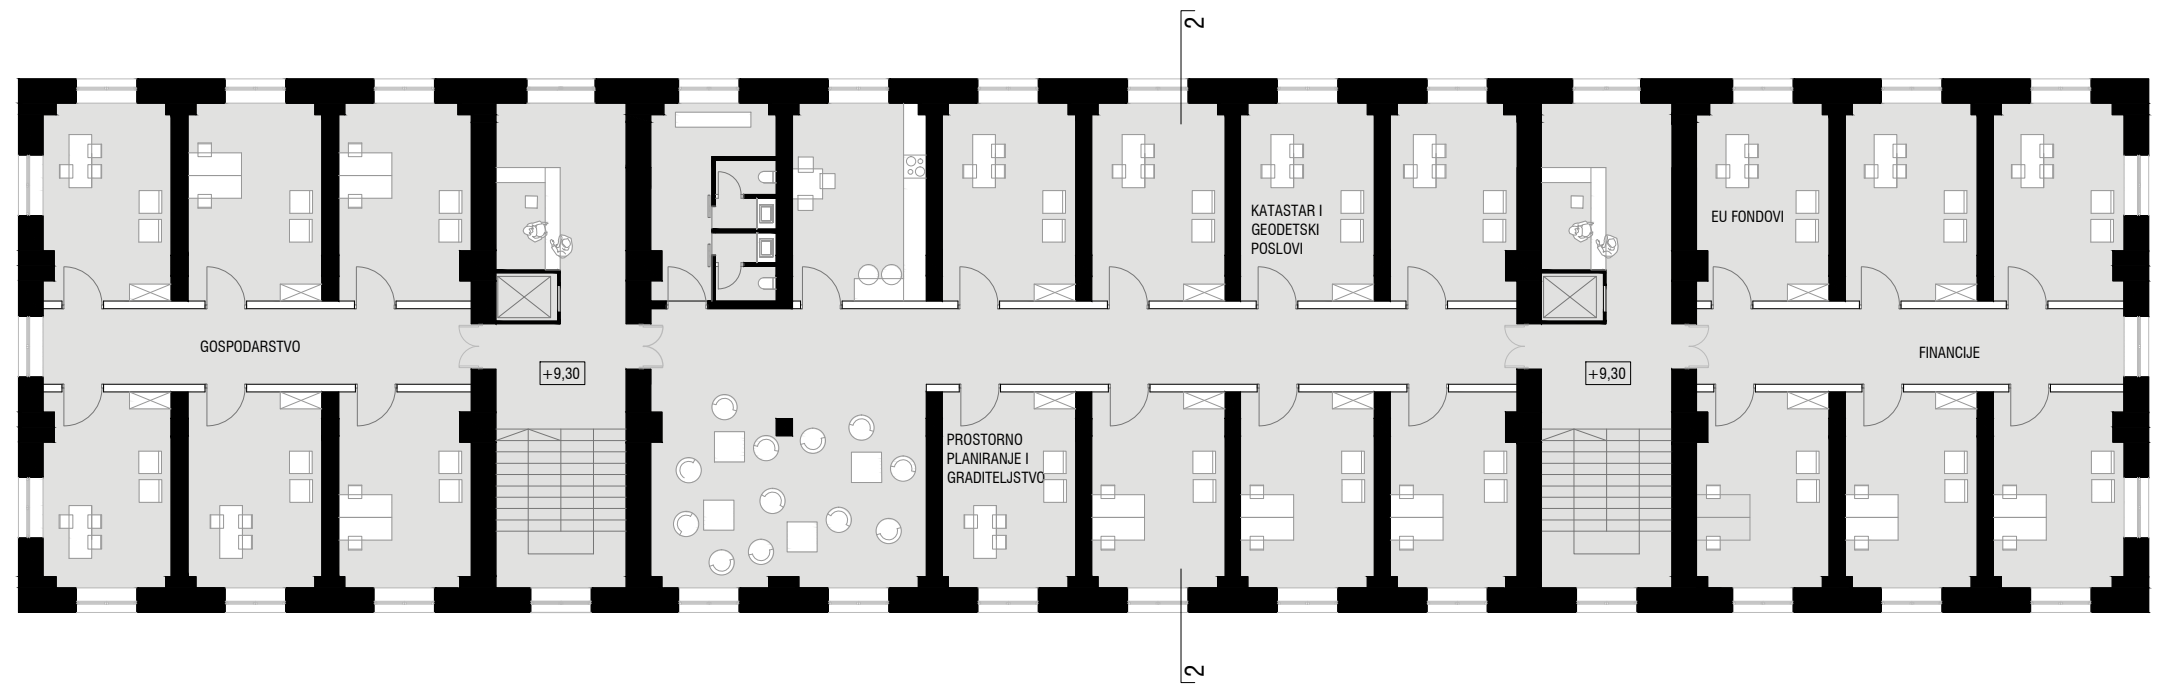 2
KATASTAR I
GEODETSKI
POSLOVI
EU FONDOVI
GOSPODARSTVO
FINANCIJE
+9,30
+9,30
PROSTORNO
PLANIRANJE I
GRADITELJSTVO
2